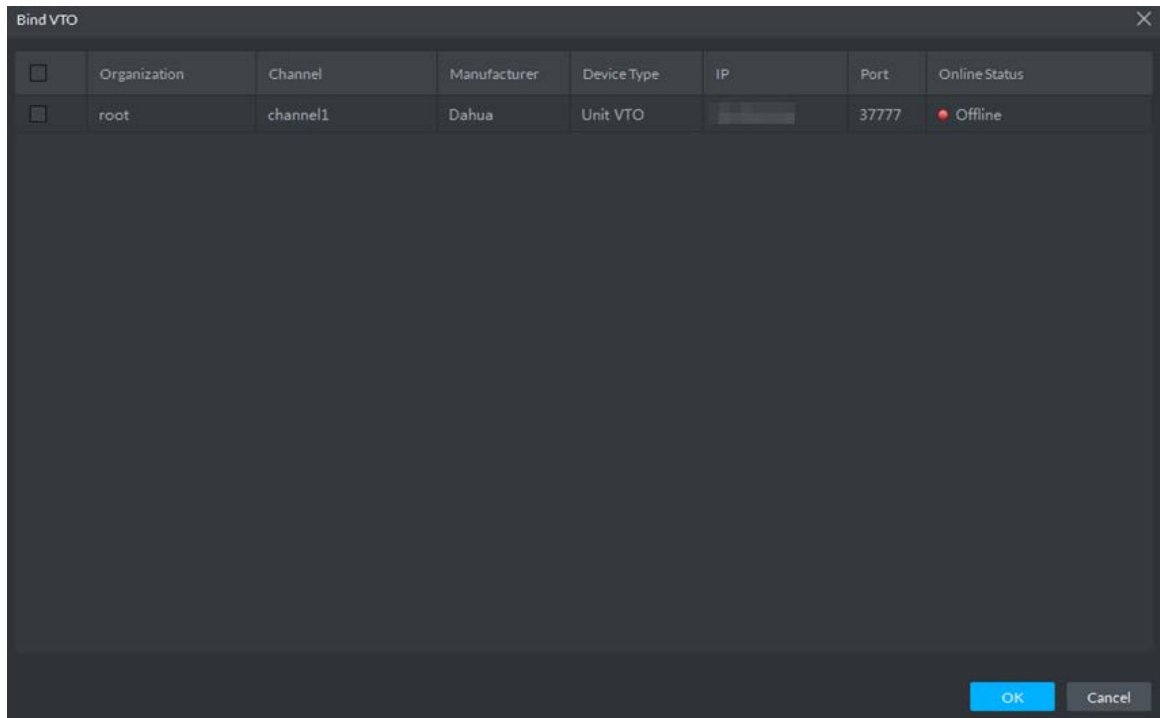 Bind VTO
Organization Channel Manufacturer Device Type IP Port Online Status
root channel1 Dahua Unit VTO 37777 Offline
OK Cancel